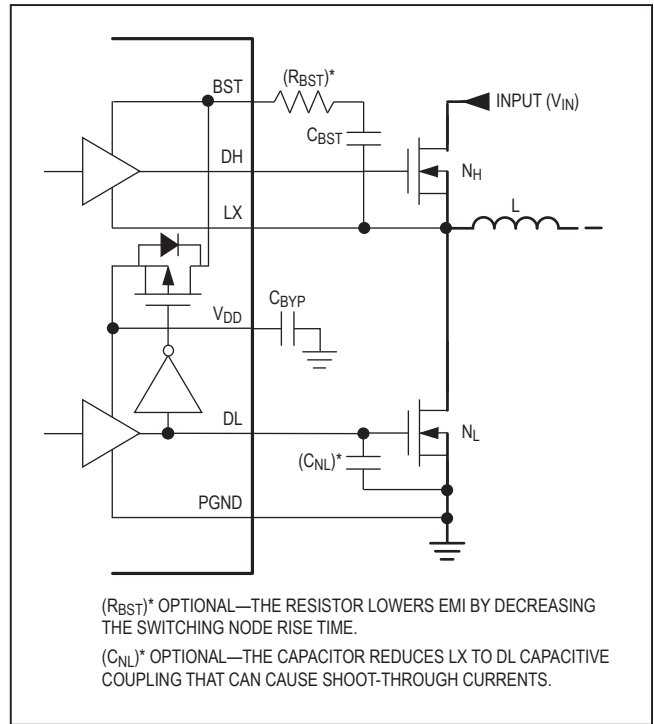 BST
(RBST)*
INPUT (VIN)
CBST
DH
NH
LX
L
CBYP
VDD
DL
NL
(CNL)*
PGND
(RBST)* OPTIONAL—THE RESISTOR LOWERS EMI BY DECREASING
THE SWITCHING NODE RISE TIME.
(CNL)* OPTIONAL—THE CAPACITOR REDUCES LX TO DL CAPACITIVE
COUPLING THAT CAN CAUSE SHOOT-THROUGH CURRENTS.